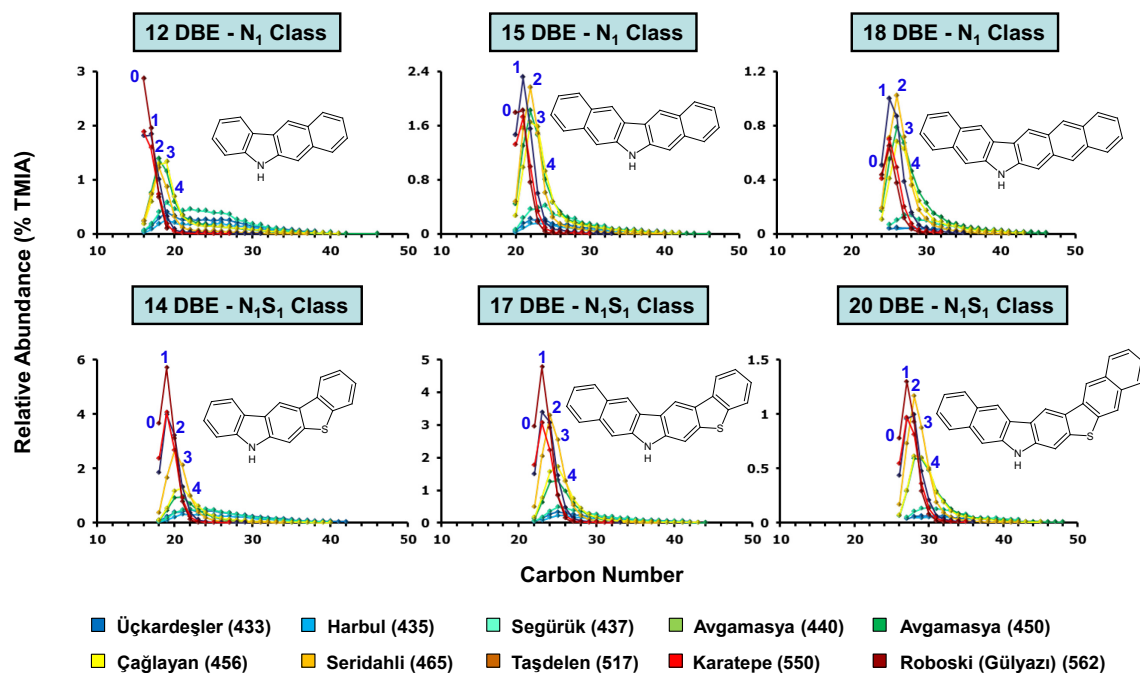 12 DBE - N₁ Class
15 DBE - N₁ Class
18 DBE - N₁ Class
Relative Abundance (% TMIA)
3
2
1
0
0
1
2
3
4
N
H
10 20 30 40 50
2.4
1.8
1.2
0.6
0
1
2
0
3
4
N
H
10 20 30 40 50
1.2
0.9
0.6
0.3
0
1
2
3
0
4
N
H
10 20 30 40 50
14 DBE - N₁S₁ Class
17 DBE - N₁S₁ Class
20 DBE - N₁S₁ Class
6
4
2
0
1
0
2
3
4
S
N
H
10 20 30 40 50
5
4
3
2
1
0
1
0
2
3
4
S
N
H
10 20 30 40 50
1.5
1
0.5
0
1
2
0
3
4
S
N
H
10 20 30 40 50
Carbon Number
Üçkardeşler (433) Harbul (435) Segürük (437) Avgamasya (440) Avgamasya (450)
Çağlayan (456) Seridahli (465) Taşdelen (517) Karatepe (550) Roboski (Gülyazı) (562)